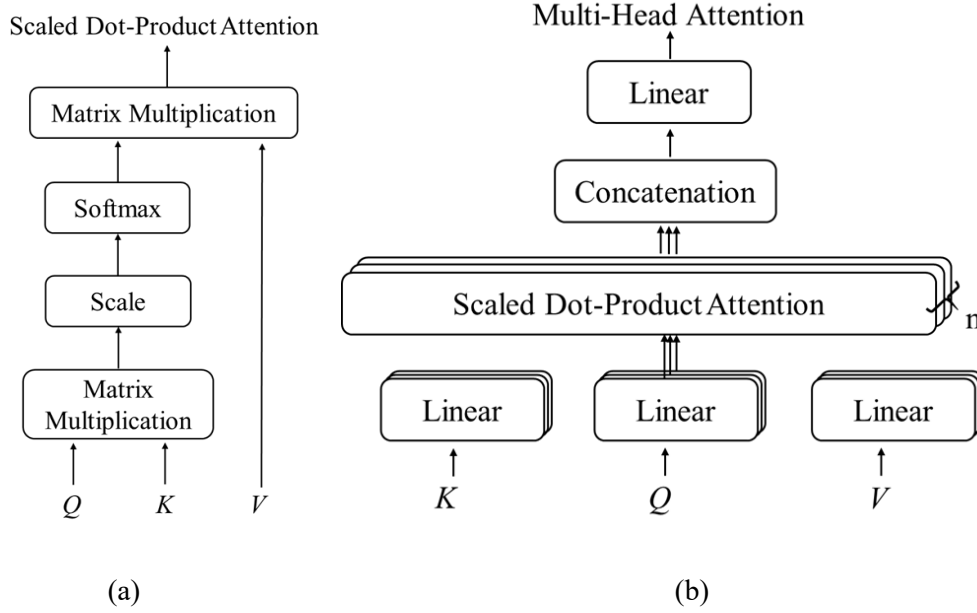 Scaled Dot-Product Attention
Matrix Multiplication
Softmax
Scale
Matrix
Multiplication
Q
K
V
(a)
Multi-Head Attention
Linear
Concatenation
Scaled Dot-Product Attention
n
Linear
Linear
Linear
K
Q
V
(b)